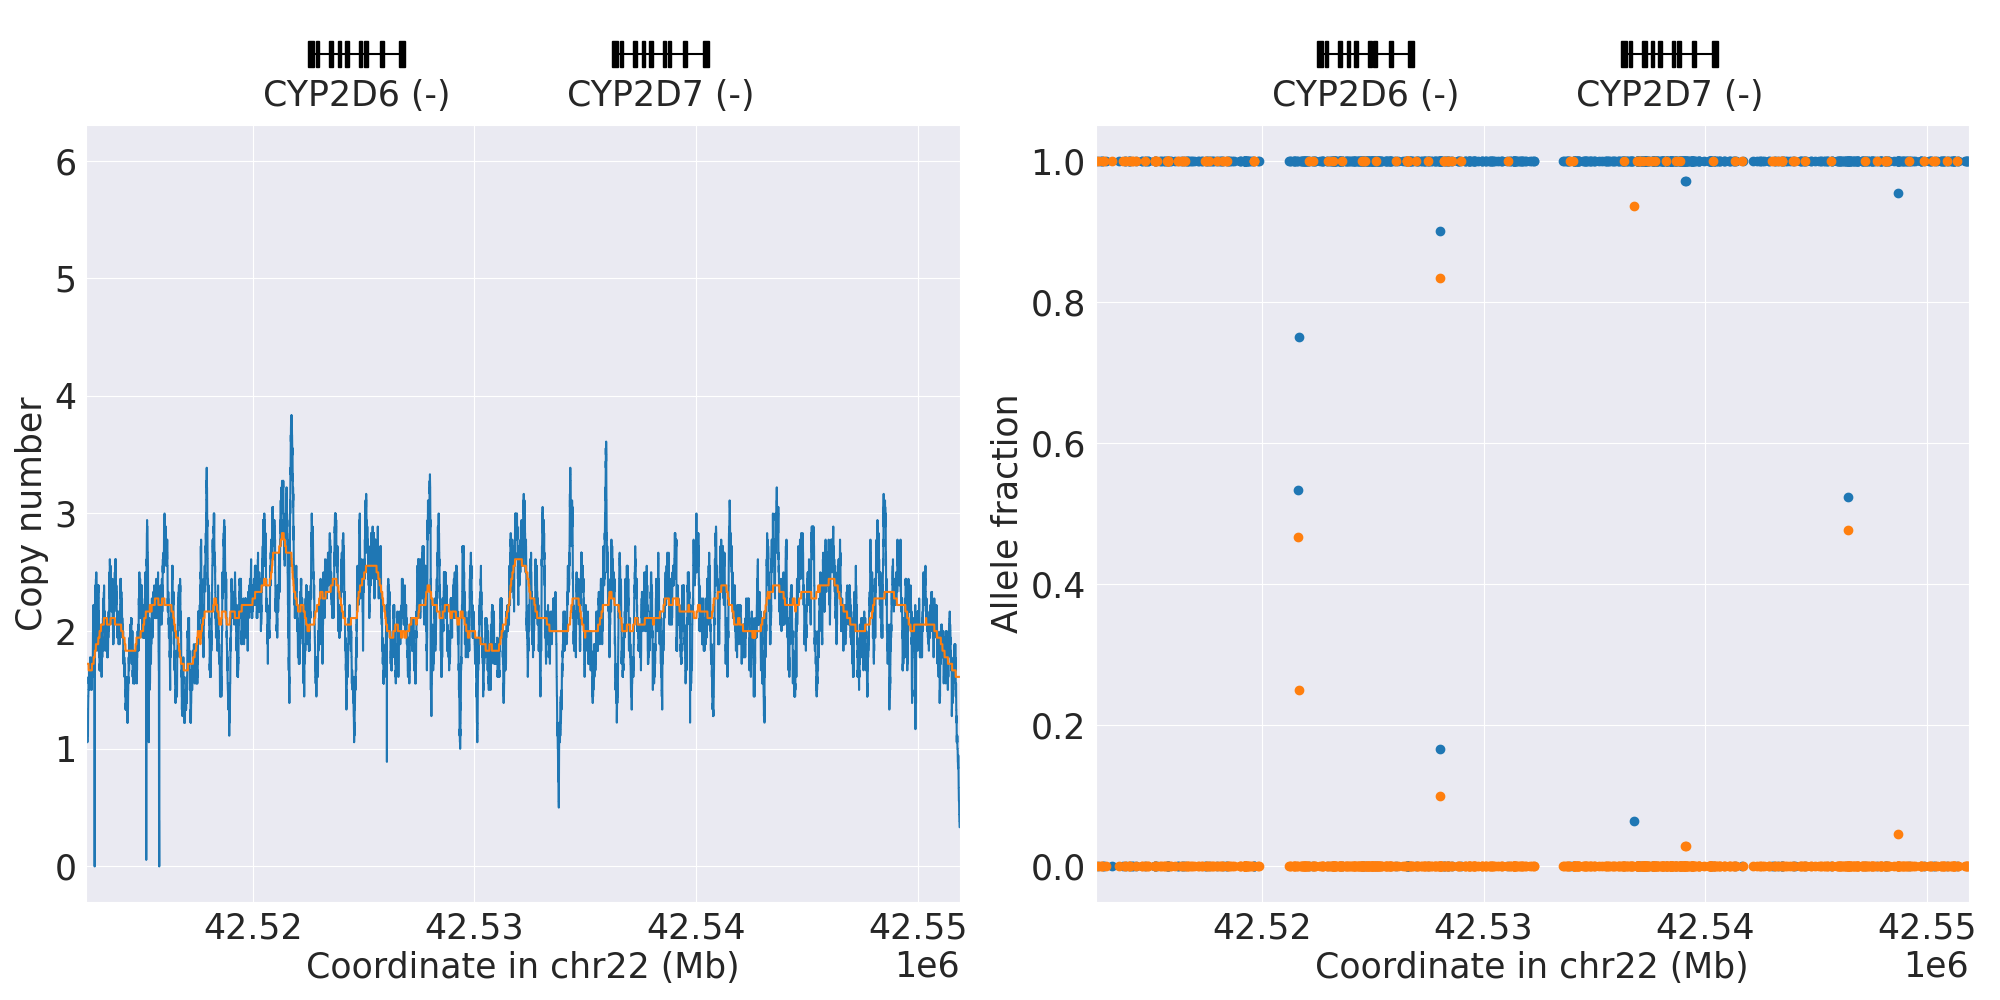 CYP2D6 (-)
CYP2D7 (-)
6
5
4
3
2
1
0
Copy number
42.52
42.53
42.54
42.55
1e6
Coordinate in chr22 (Mb)
CYP2D6 (-)
CYP2D7 (-)
1.0
0.8
0.6
0.4
0.2
0.0
Allele fraction
42.52
42.53
42.54
42.55
1e6
Coordinate in chr22 (Mb)